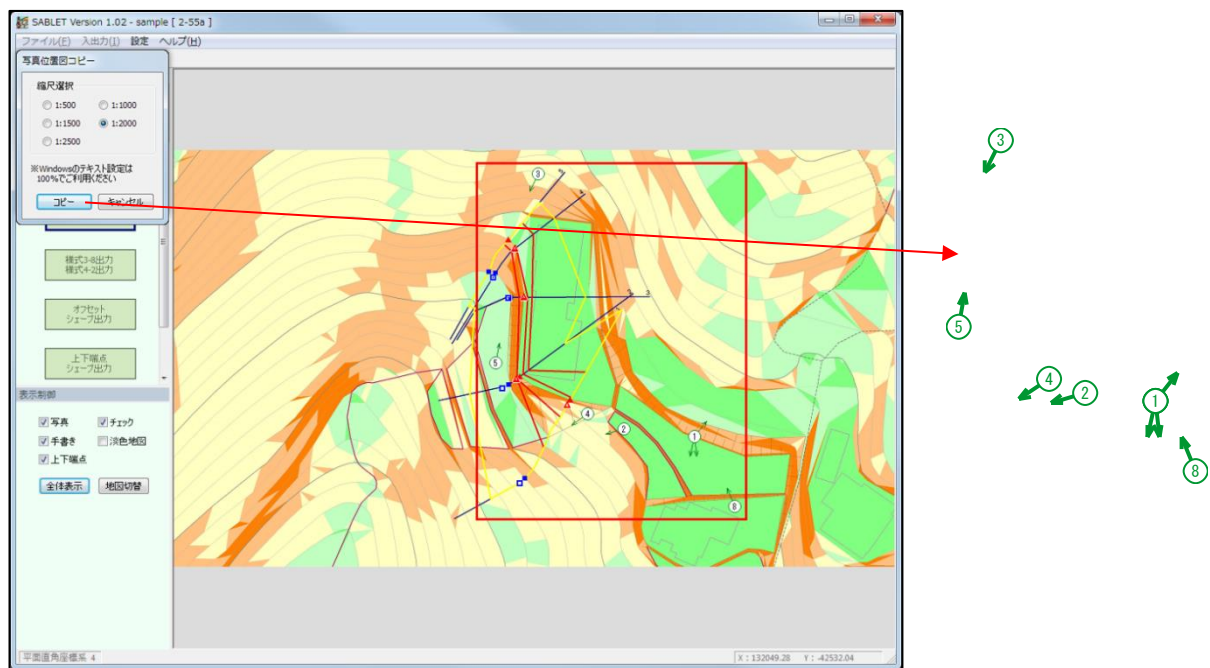 SABLET Version 1.02 - sample [ 2-55a ]
ファイル(F) 入出力(I) 設定 ヘルプ(H)
写真位置図コピー
縮尺選択
1:500 1:1000
1:1500 1:2000
1:2500
※Windowsのテキスト設定は
100%でご利用ください
コピー キャンセル
様式3-8出力
様式4-2出力
オフセット
シェープ出力
上下端点
シェープ出力
表示制御
写真 チェック
手書き 淡色地図
上下端点
全体表示 地図切替
3
5
4
2
1
8
3
5
4
2
1
8
平面直角座標系 4
X : 132049.28 Y : -42532.04